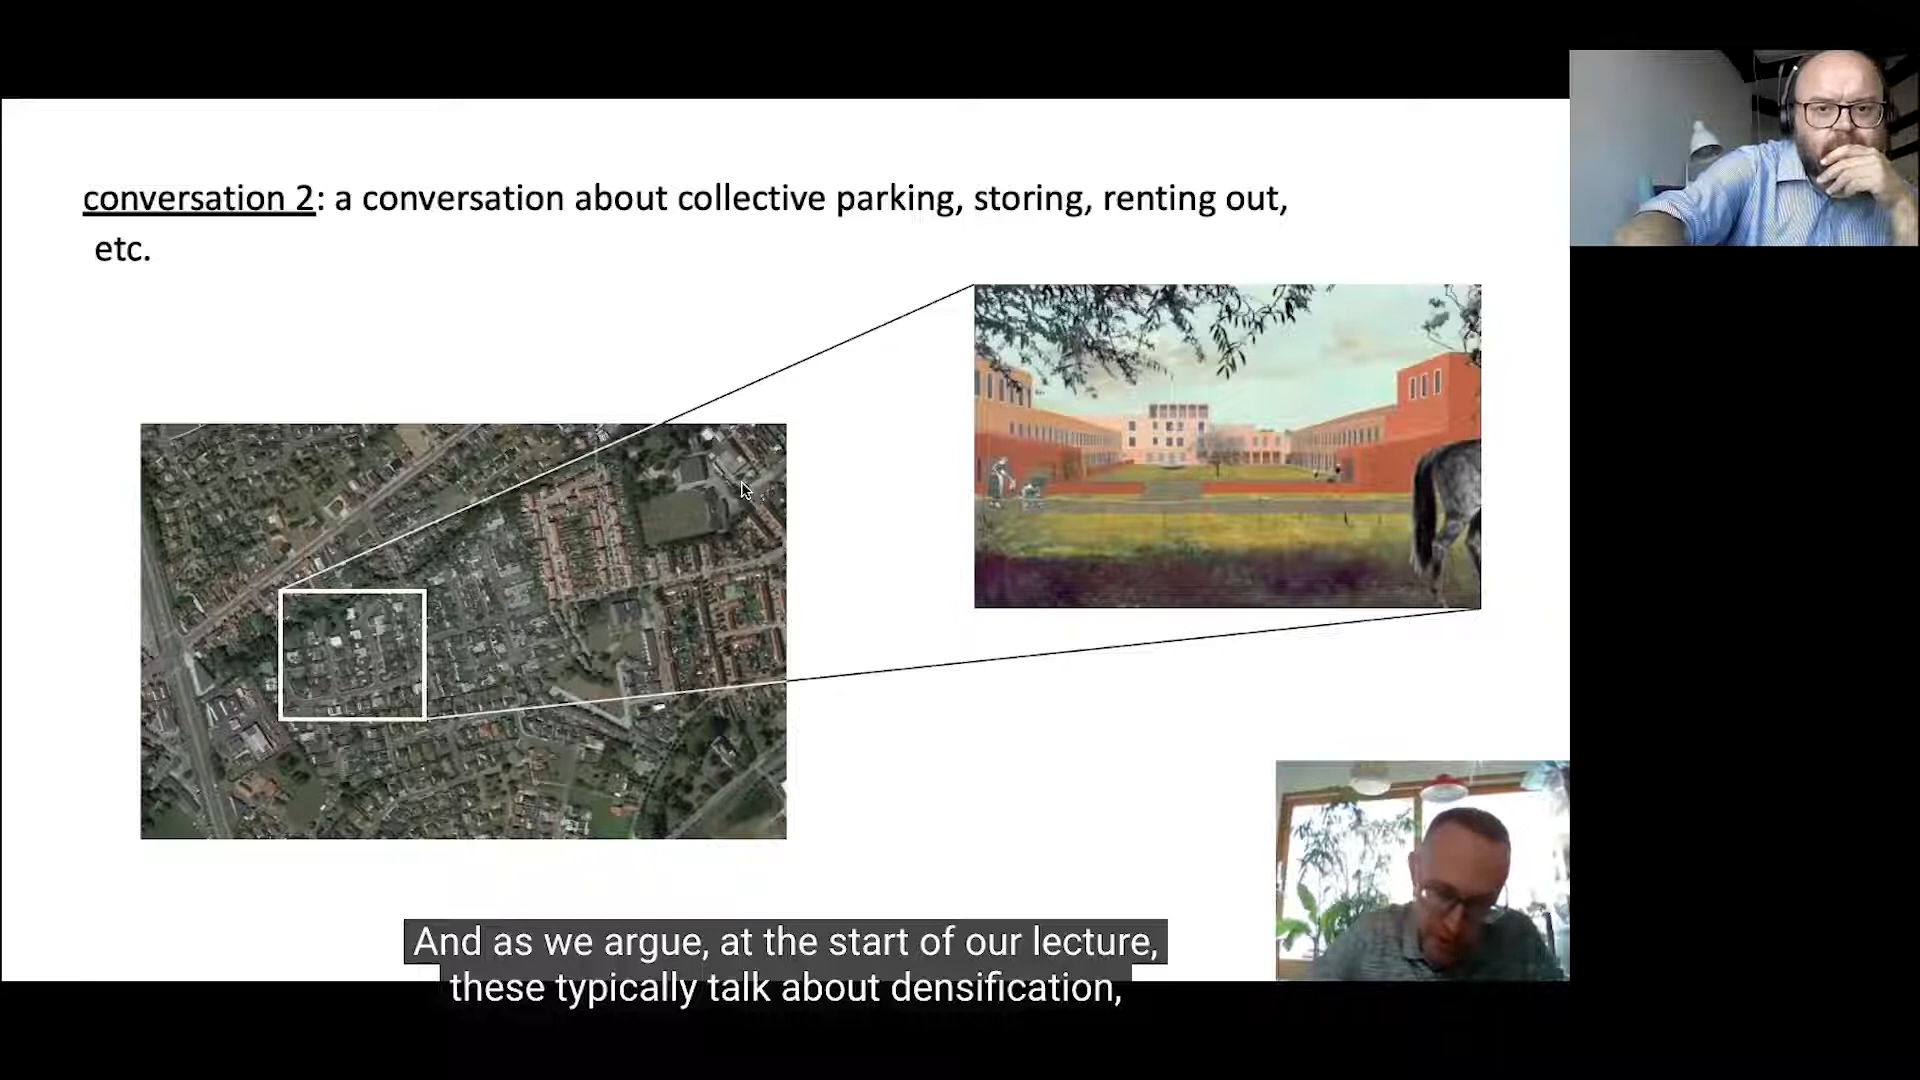 conversation 2: a conversation about collective parking, storing, renting out,
etc.
And as we argue, at the start of our lecture,
these typically talk about densification,